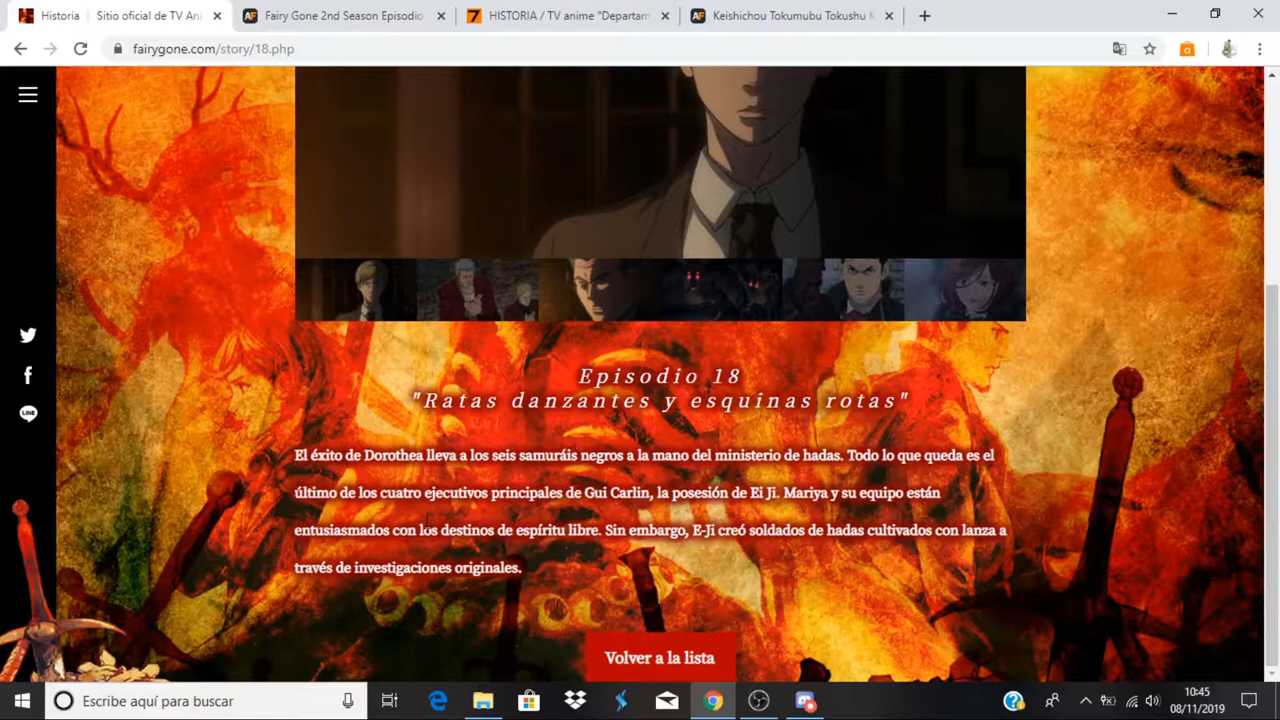 Historia
Sitio oficial de TV Ani
Fairy Gone 2nd Season Episodio
HISTORIA / TV anime "Departam
Keishichou Tokumubu Tokushu K
fairygone.com/story/18.php
LINE
Episodio 18
"Ratas danzantes y esquinas rotas"
El éxito de Dorothea lleva a los seis samuráis negros a la mano del ministerio de hadas. Todo lo que queda es el
último de los cuatro ejecutivos principales de Gui Carlin, la posesión de Ei Ji. Mariya y su equipo están
entusiasmados con los destinos de espíritu libre. Sin embargo, E-Ji creó soldados de hadas cultivados con lanza a
través de investigaciones originales.
Volver a la lista
Escribe aquí para buscar
10:45
08/11/2019